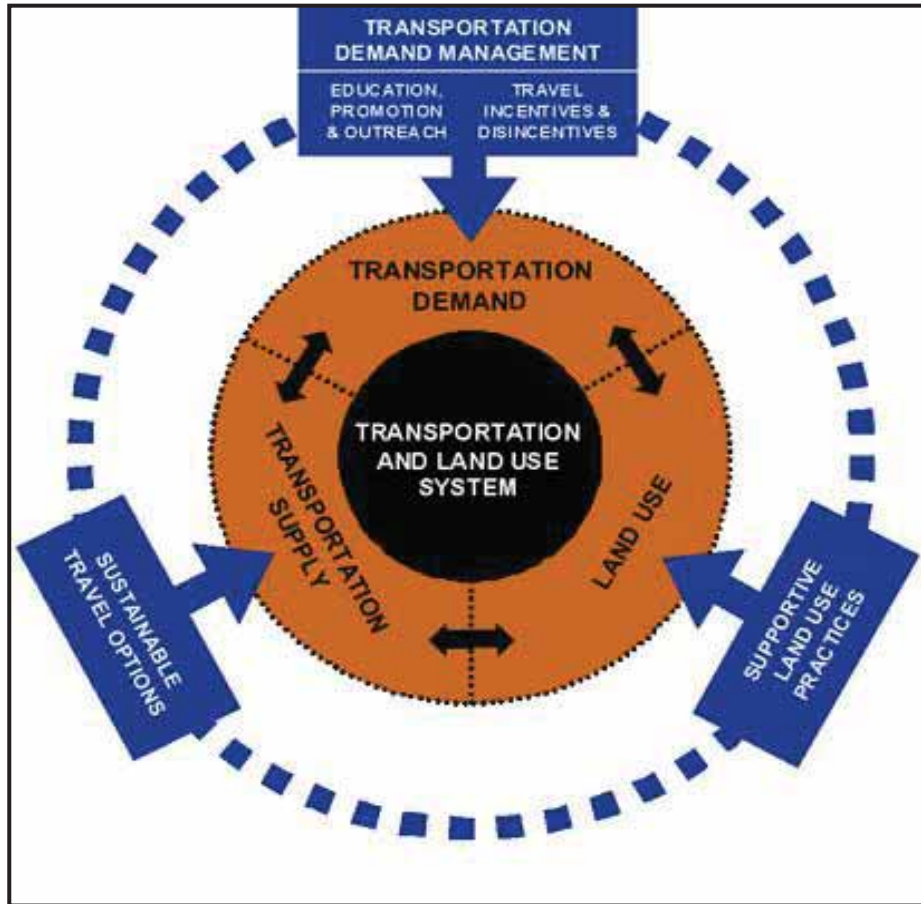 TRANSPORTATION
DEMAND MANAGEMENT
EDUCATION,
PROMOTION
& OUTREACH
TRAVEL
INCENTIVES &
DISINCENTIVES
TRANSPORTATION
DEMAND
TRANSPORTATION
AND LAND USE
SYSTEM
TRANSPORTATION
SUPPLY
LAND USE
SUSTAINABLE
TRAVEL OPTIONS
SUPPORTIVE
LAND USE
PRACTICES